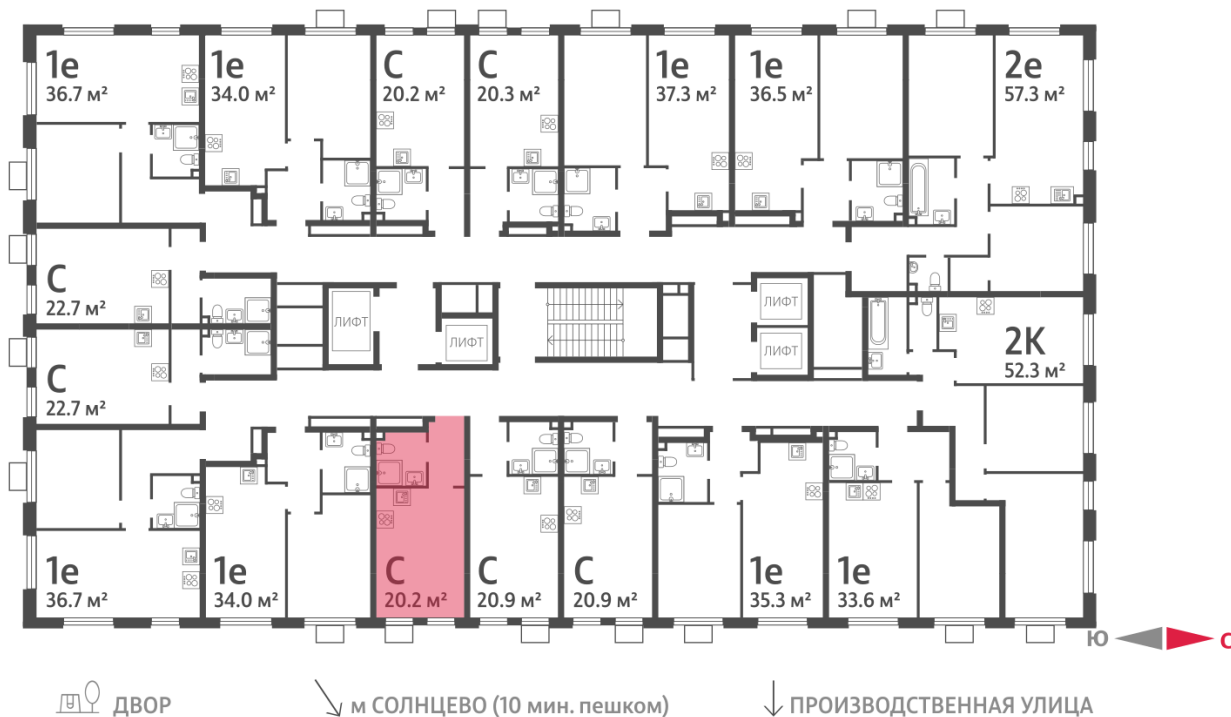 1е
36.7 м²
1е
34.0 м²
С
20.2 м²
С
20.3 м²
1е
37.3 м²
1е
36.5 м²
2е
57.3 м²
С
22.7 м²
ЛИФТ
ЛИФТ
ЛИФТ
ЛИФТ
2К
52.3 м²
С
22.7 м²
1е
36.7 м²
1е
34.0 м²
С
20.2 м²
С
20.9 м²
С
20.9 м²
1е
35.3 м²
1е
33.6 м²
Ю С
ДВОР
м СОЛНЦЕВО (10 мин. пешком)
ПРОИЗВОДСТВЕННАЯ УЛИЦА